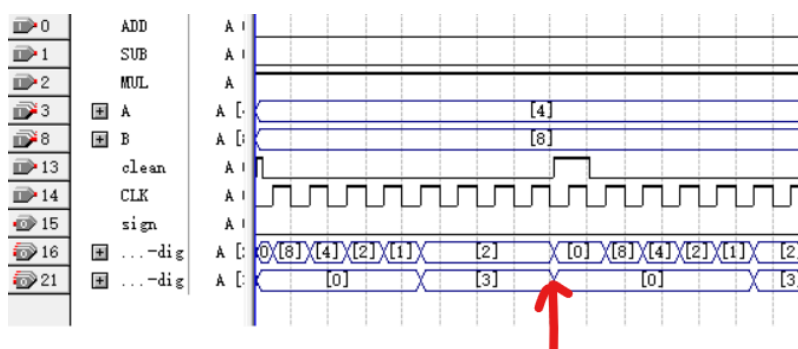 0 ADD A
1 SUB A
2 MUL A
3 A A [ [4]
8 B A [ [8]
13 clean A
14 CLK A
15 sign A
16 ...-dig A [ 0 [8] [4] [2] [1] [2] [0] [8] [4] [2] [1] [2
21 ...-dig A [ [0] [3] [0] [3